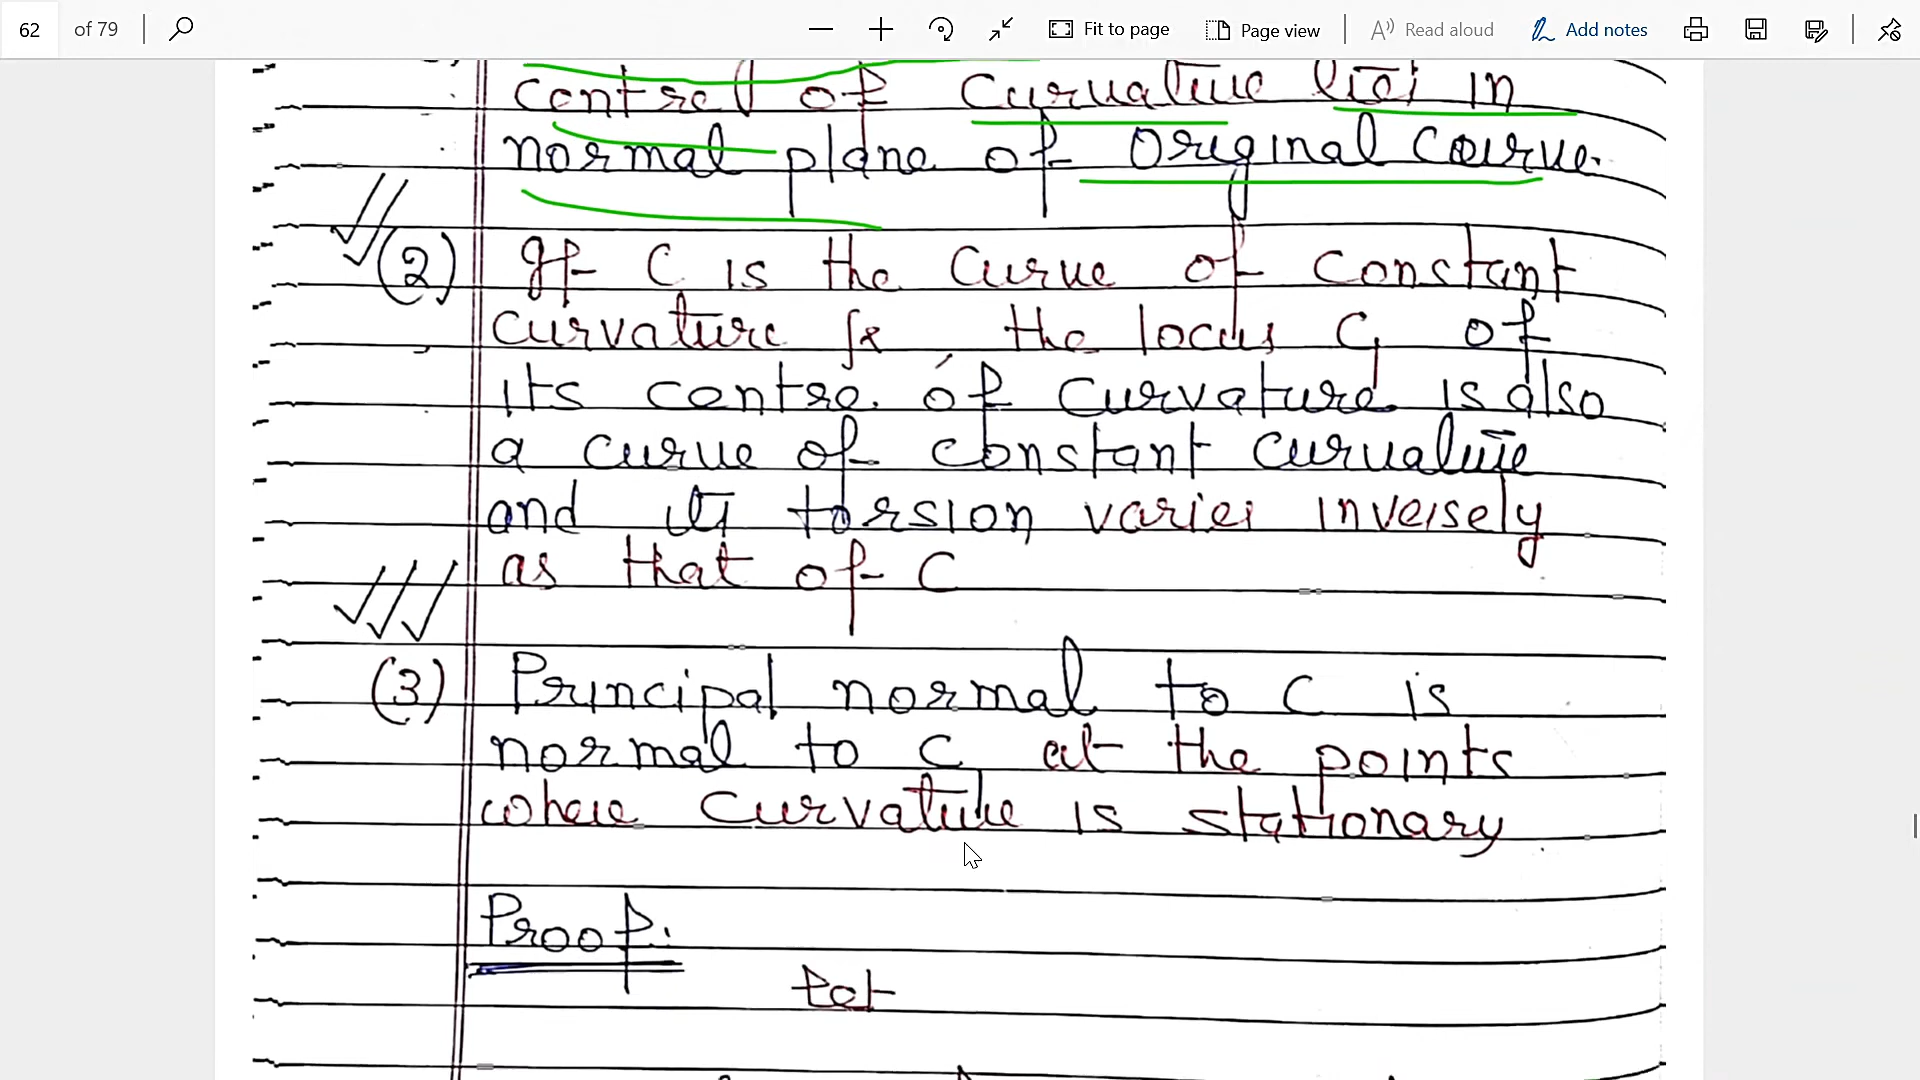 62 of 79 Fit to page Page view Read aloud Add notes
centre of Curvature lies in
normal plane of Original Courve.
(2) If C is the Curve of Constant
Curvature k, the locus C₁ of
its centre of curvature is also
a curve of constant curvature
and its torsion varies inversely
as that of C
(3) Principal normal to C is
normal to C₁ at the points
where Curvature is stationary
Proof:
Let